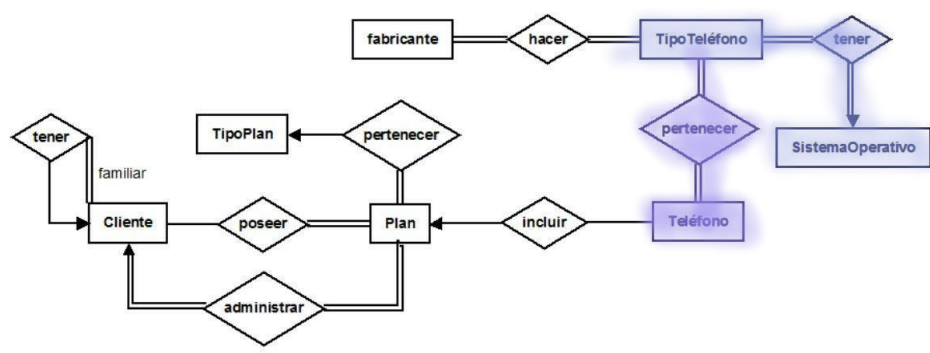 fabricante
hacer
TipoTeléfono
tener
tener
TipoPlan
pertenecer
pertenecer
SistemaOperativo
familiar
Cliente
poseer
Plan
incluir
Teléfono
administrar